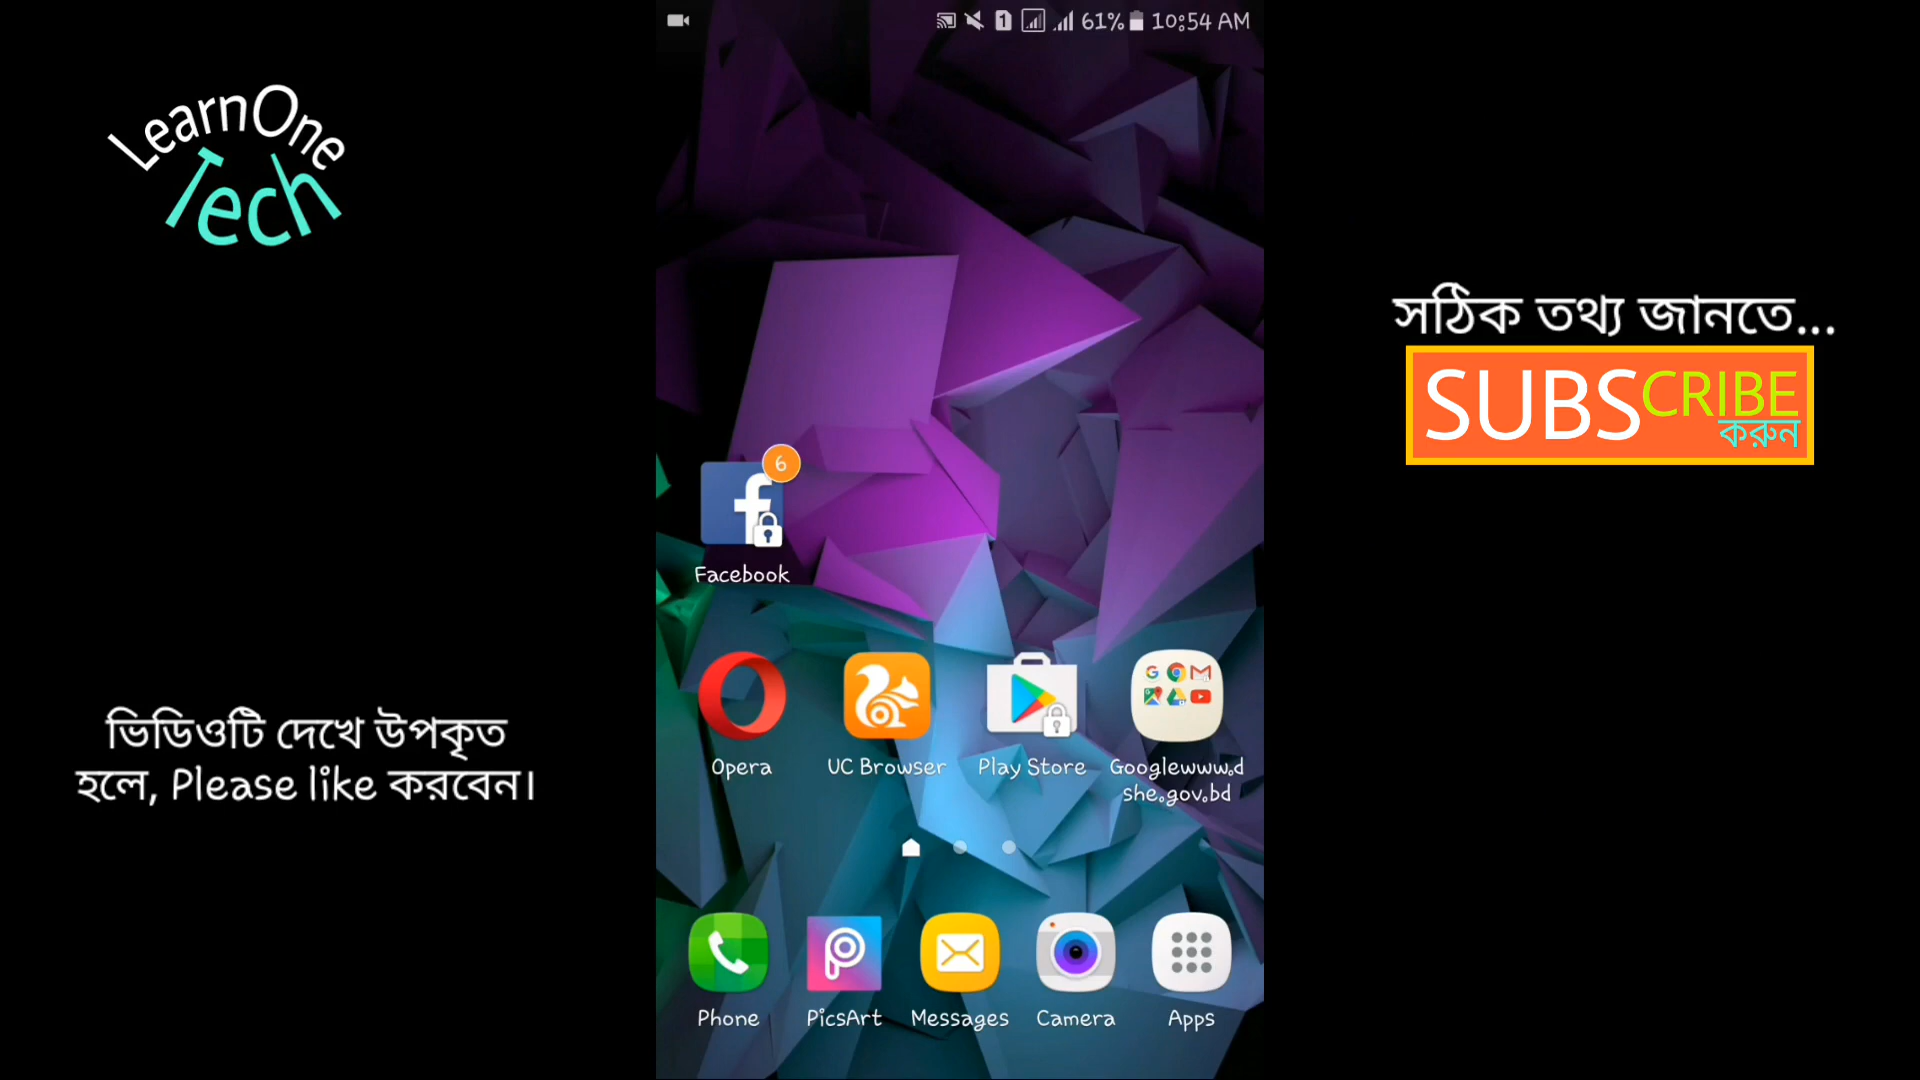 LearnOne
Tech
1 61% 10:54 AM
সঠিক তথ্য জানতে...
SUBSCRIBE
করুন
6
Facebook
ভিডিওটি দেখে উপকৃত
হলে, Please like করবেন।
Opera UC Browser Play Store Googlewww.d
she.gov.bd
Phone PicsArt Messages Camera Apps